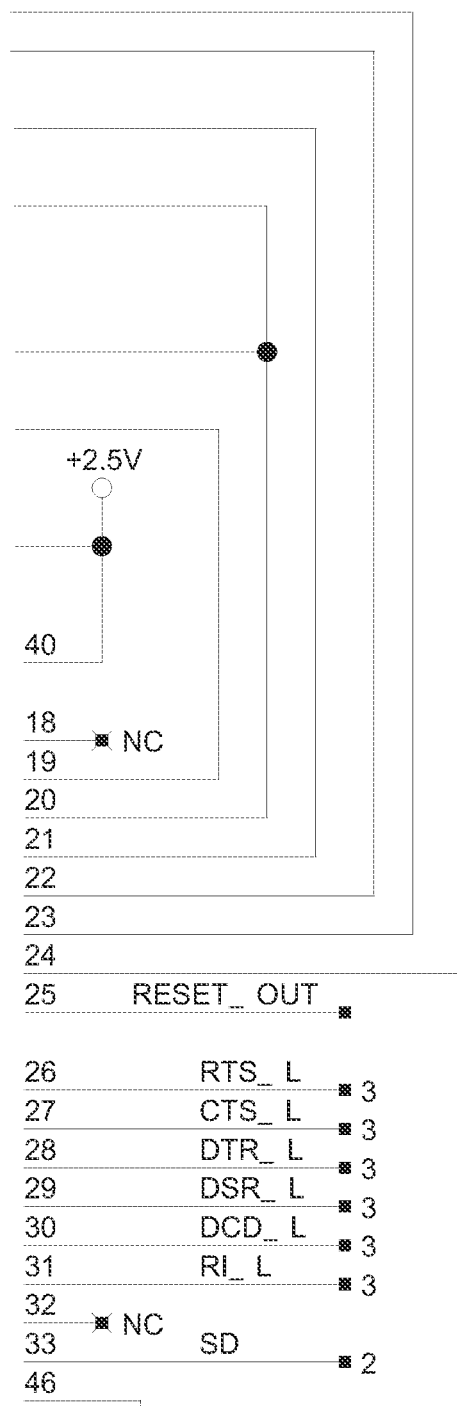 +2.5V
40
18
NC
19
20
21
22
23
24
25 RESET_ OUT
26 RTS_ L
3
27 CTS_ L
3
28 DTR_ L
3
29 DSR_ L
3
30 DCD_ L
3
31 RI_ L
3
32
NC
33 SD
2
46